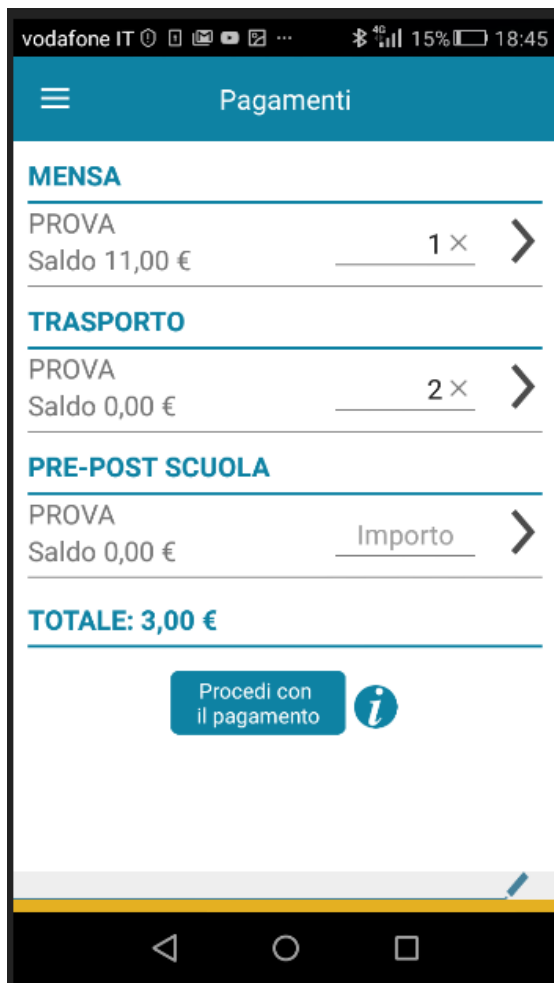 vodafone IT 4G 15% 18:45
Pagamenti
MENSA
PROVA
Saldo 11,00 €
1 ×
TRASPORTO
PROVA
Saldo 0,00 €
2 ×
PRE-POST SCUOLA
PROVA
Saldo 0,00 €
Importo
TOTALE: 3,00 €
Procedi con
il pagamento
i